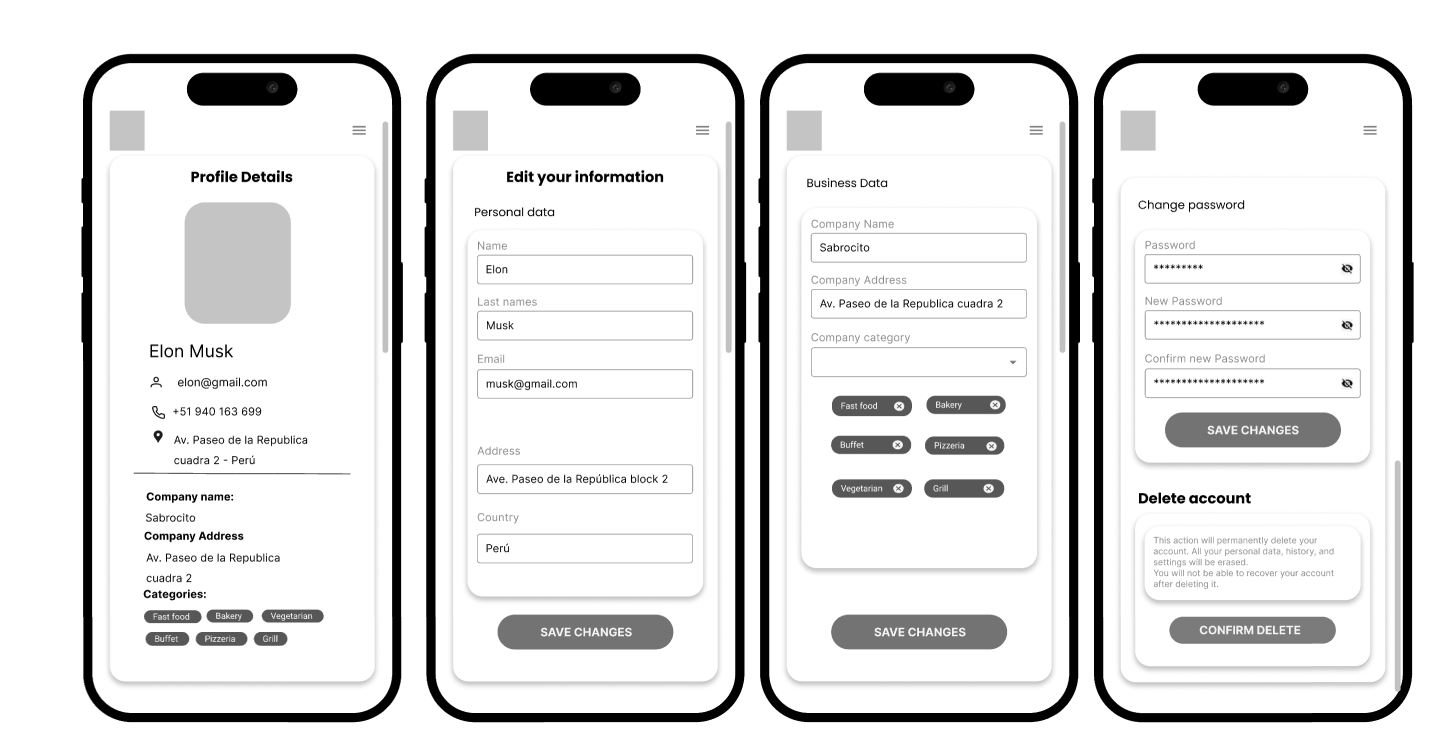 Profile Details
Elon Musk
elon@gmail.com
+51 940 163 699
Av. Paseo de la Republica
cuadra 2 - Perú
Company name:
Sabrocito
Company Address
Av. Paseo de la Republica
cuadra 2
Categories:
Fast food Bakery Vegetarian
Buffet Pizzeria Grill
Edit your information
Personal data
Name
Elon
Last names
Musk
Email
musk@gmail.com
Address
Ave. Paseo de la República block 2
Country
Perú
SAVE CHANGES
Business Data
Company Name
Sabrocito
Company Address
Av. Paseo de la Republica cuadra 2
Company category
Fast food Bakery
Buffet Pizzeria
Vegetarian Grill
SAVE CHANGES
Change password
Password
*********
New Password
********************
Confirm new Password
********************
SAVE CHANGES
Delete account
This action will permanently delete your
account. All your personal data, history, and
settings will be erased.
You will not be able to recover your account
after deleting it.
CONFIRM DELETE